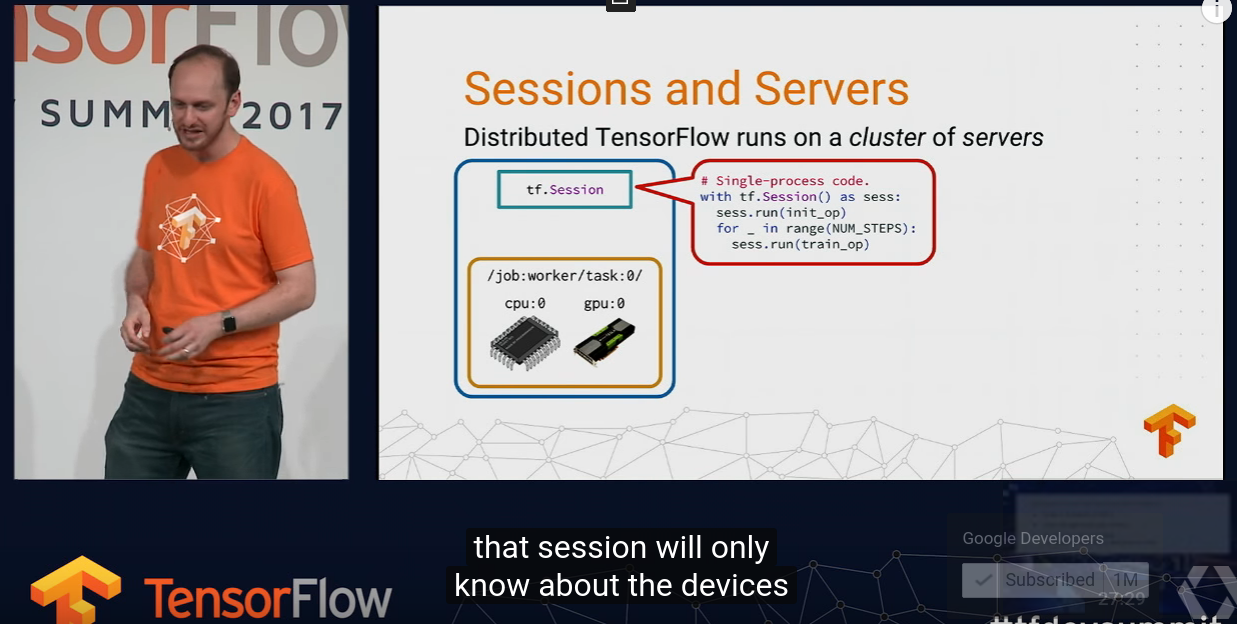 nsorFlo
SUMM 2017
Sessions and Servers
Distributed TensorFlow runs on a cluster of servers
tf.Session
# Single-process code.
with tf.Session() as sess:
sess.run(init_op)
for _ in range(NUM_STEPS):
sess.run(train_op)
/job:worker/task:0/
cpu:0 gpu:0
that session will only
know about the devices
TensorFlow
Google Developers
Subscribed 1M
27:29
#tfdevsummit